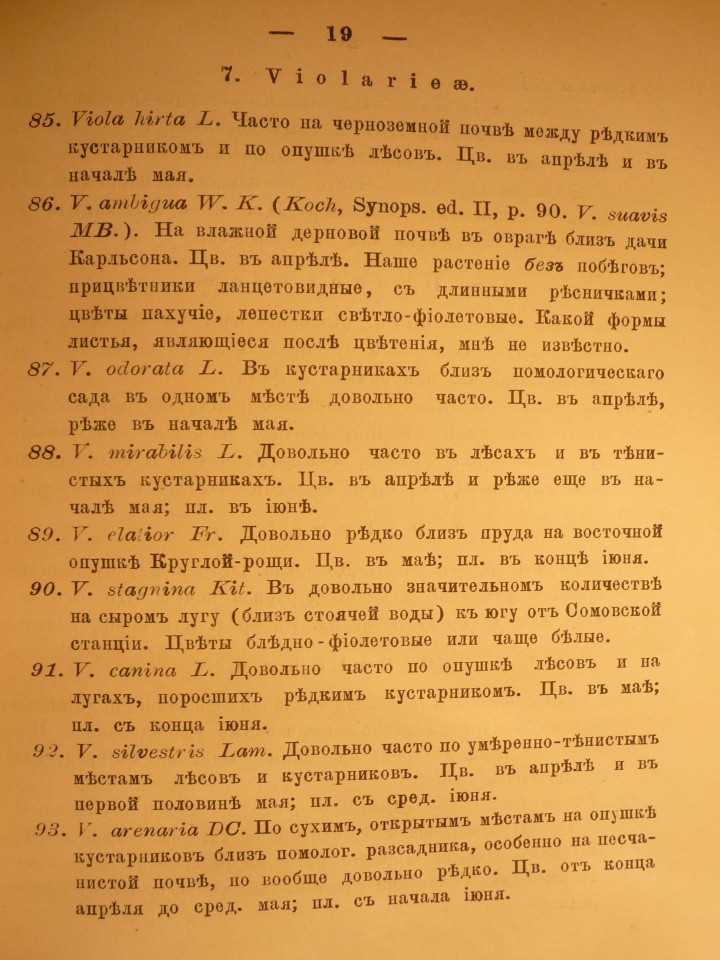 — 19 —
7. Violarieæ.
85. Viola hirta L. Часто на черноземной почвѣ между рѣдкимъ
кустарникомъ и по опушкѣ лѣсовъ. Цв. въ апрѣлѣ и въ
началѣ мая.
86. V. ambigua W. K. (Koch, Synops. ed. II, p. 90. V. suavis
MB.). На влажной дерновой почвѣ въ оврагѣ близъ дачи
Карльсона. Цв. въ апрѣлѣ. Наше растеніе безъ побѣговъ;
прицвѣтники ланцетовидные, съ длинными рѣсничками;
цвѣты пахучіе, лепестки свѣтло-фіолетовые. Какой формы
листья, являющіеся послѣ цвѣтенія, мнѣ не извѣстно.
87. V. odorata L. Въ кустарникахъ близъ помологическаго
сада въ одномъ мѣстѣ довольно часто. Цв. въ апрѣлѣ,
рѣже въ началѣ мая.
88. V. mirabilis L. Довольно часто въ лѣсахъ и въ тѣни-
стыхъ кустарникахъ. Цв. въ апрѣлѣ и рѣже еще въ на-
чалѣ мая; пл. въ іюнѣ.
89. V. elatior Fr. Довольно рѣдко близъ пруда на восточной
опушкѣ Круглой-рощи. Цв. въ маѣ; пл. въ концѣ іюня.
90. V. stagnina Kit. Въ довольно значительномъ количествѣ
на сыромъ лугу (близъ стоячей воды) къ югу отъ Сомовской
станціи. Цвѣты блѣдно-фіолетовые или чаще бѣлые.
91. V. canina L. Довольно часто по опушкѣ лѣсовъ и на
лугахъ, поросшихъ рѣдкимъ кустарникомъ. Цв. въ маѣ;
пл. съ конца іюня.
92. V. silvestris Lam. Довольно часто по умѣренно-тѣнистымъ
мѣстамъ лѣсовъ и кустарниковъ. Цв. въ апрѣлѣ и въ
первой половинѣ мая; пл. съ сред. іюня.
93. V. arenaria DC. По сухимъ, открытымъ мѣстамъ на опушкѣ
кустарниковъ близъ помолог. разсадника, особенно на песча-
нистой почвѣ, но вообще довольно рѣдко. Цв. отъ конца
апрѣля до сред. мая; пл. съ начала іюня.